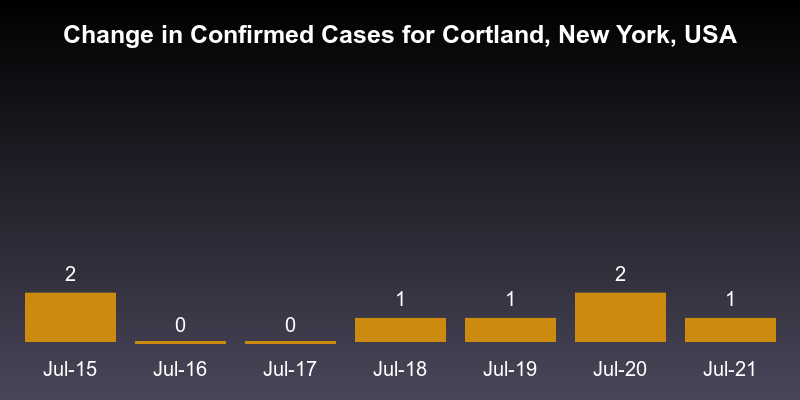 Change in Confirmed Cases for Cortland, New York, USA
2
0
0
1
1
2
1
Jul-15
Jul-16
Jul-17
Jul-18
Jul-19
Jul-20
Jul-21